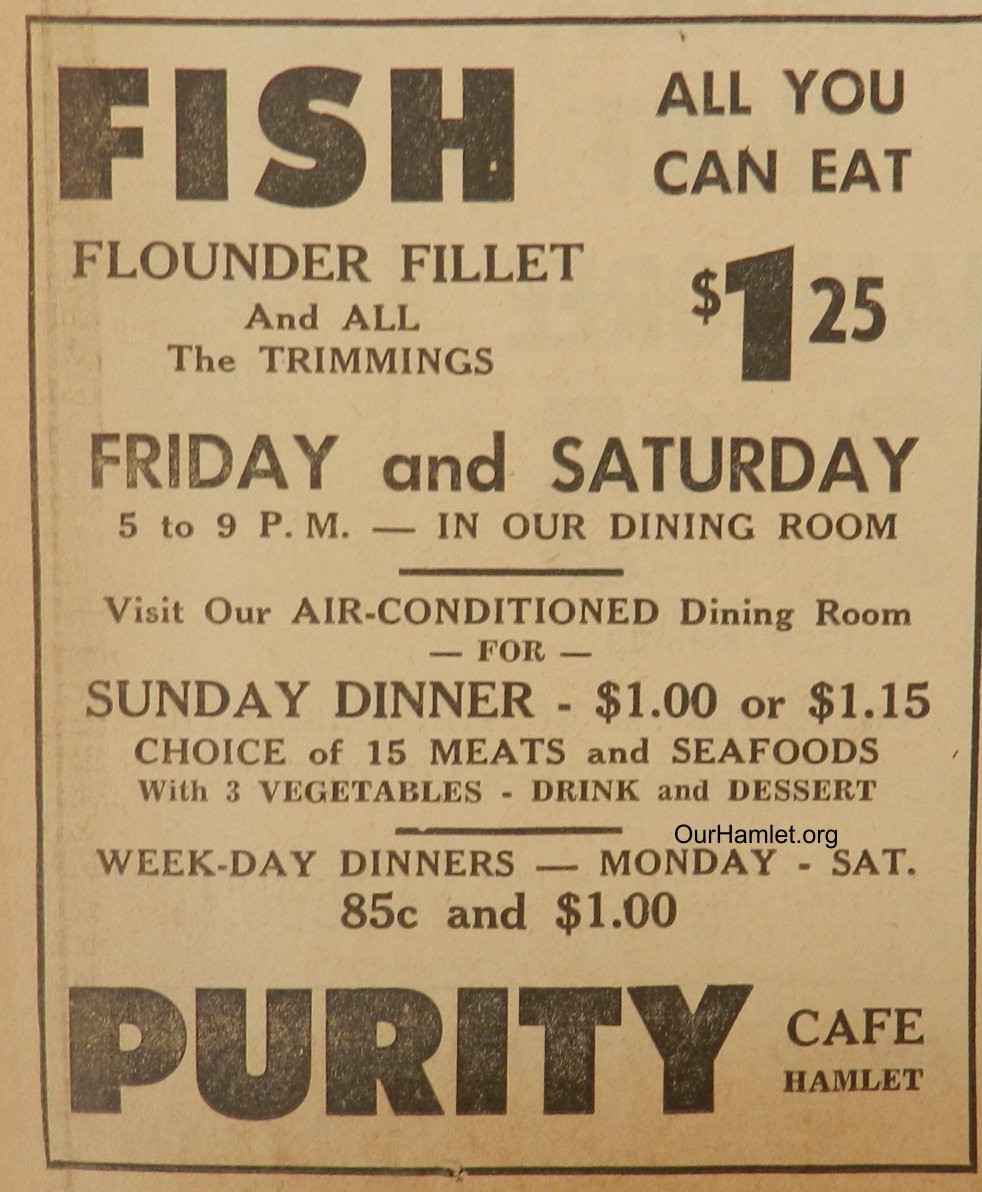 FISH
ALL YOU
CAN EAT
FLOUNDER FILLET
And ALL
The TRIMMINGS
$1 25
FRIDAY and SATURDAY
5 to 9 P. M. — IN OUR DINING ROOM
Visit Our AIR-CONDITIONED Dining Room
— FOR —
SUNDAY DINNER - $1.00 or $1.15
CHOICE of 15 MEATS and SEAFOODS
With 3 VEGETABLES - DRINK and DESSERT
OurHamlet.org
WEEK-DAY DINNERS — MONDAY - SAT.
85c and $1.00
PURITY
CAFE
HAMLET